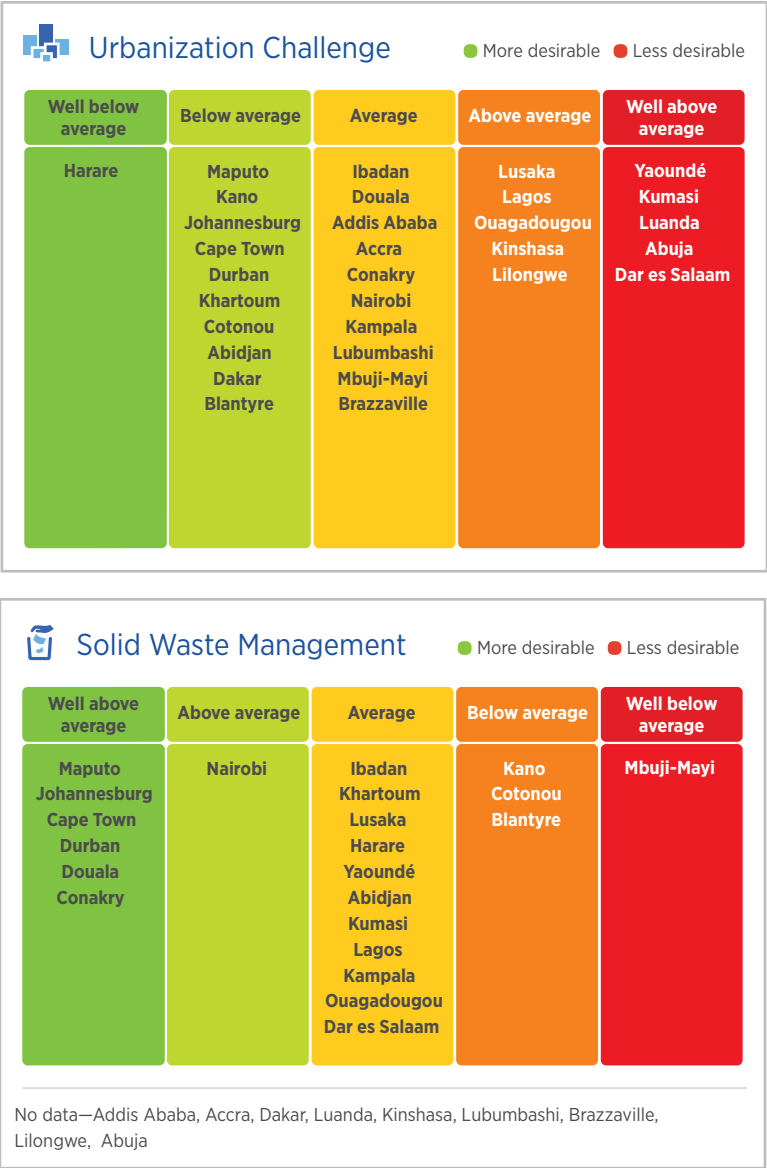 Urbanization Challenge
More desirable
Less desirable
Well below
average
Below average
Average
Above average
Well above
average
Harare
Maputo
Kano
Johannesburg
Cape Town
Durban
Khartoum
Cotonou
Abidjan
Dakar
Blantyre
Ibadan
Douala
Addis Ababa
Accra
Conakry
Nairobi
Kampala
Lubumbashi
Mbuji-Mayi
Brazzaville
Lusaka
Lagos
Ouagadougou
Kinshasa
Lilongwe
Yaoundé
Kumasi
Luanda
Abuja
Dar es Salaam
Solid Waste Management
More desirable
Less desirable
Well above
average
Above average
Average
Below average
Well below
average
Maputo
Johannesburg
Cape Town
Durban
Douala
Conakry
Nairobi
Ibadan
Khartoum
Lusaka
Harare
Yaoundé
Abidjan
Kumasi
Lagos
Kampala
Ouagadougou
Dar es Salaam
Kano
Cotonou
Blantyre
Mbuji-Mayi
No data—Addis Ababa, Accra, Dakar, Luanda, Kinshasa, Lubumbashi, Brazzaville,
Lilongwe, Abuja